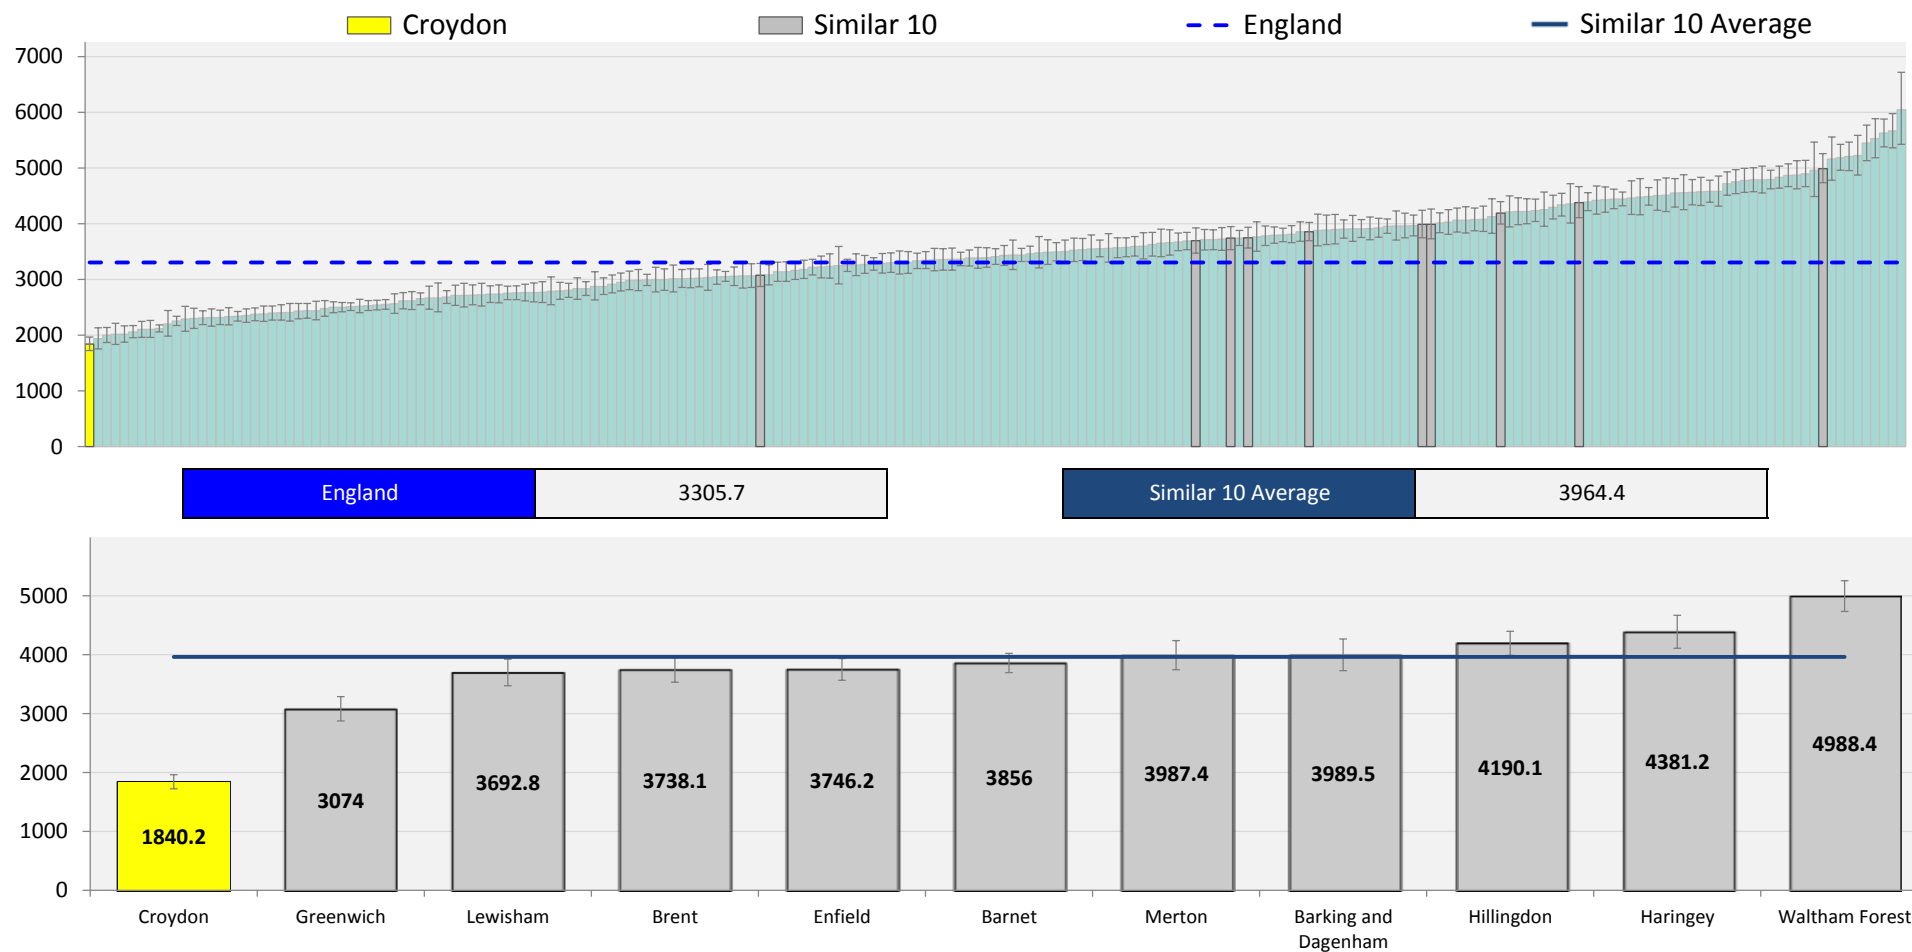 Croydon
Similar 10
England
Similar 10 Average
7000
6000
5000
4000
3000
2000
1000
0
England
3305.7
Similar 10 Average
3964.4
5000
4000
3000
2000
1000
0
1840.2
3074
3692.8
3738.1
3746.2
3856
3987.4
3989.5
4190.1
4381.2
4988.4
Croydon
Greenwich
Lewisham
Brent
Enfield
Barnet
Merton
Barking and
Dagenham
Hillingdon
Haringey
Waltham Forest